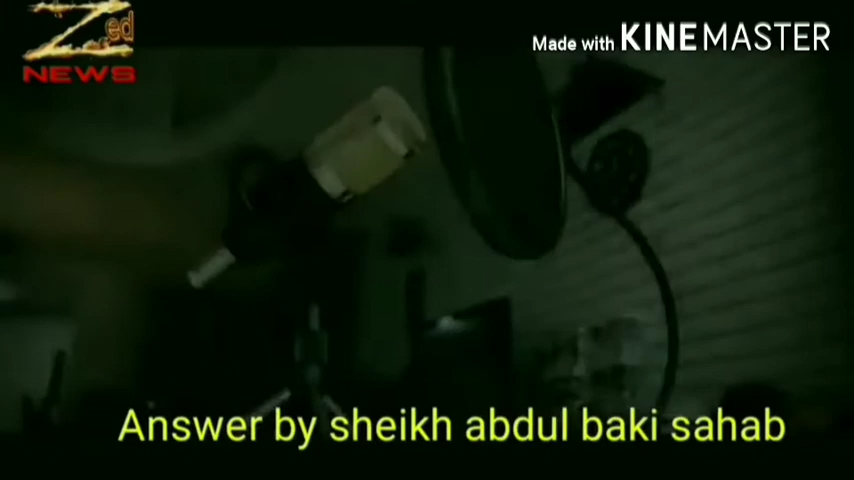 Zed
NEWS
Made with KINEMASTER
Answer by sheikh abdul baki sahab